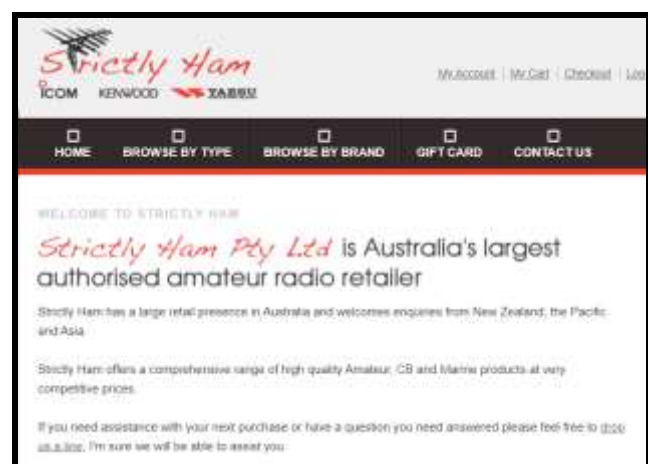 Strictly Ham
ICOM KENWOOD YAESU
My Account | My Cart | Checkout | Log
HOME BROWSE BY TYPE BROWSE BY BRAND GIFT CARD CONTACT US
WELCOME TO STRICTLY HAM
Strictly Ham Pty Ltd is Australia's largest
authorised amateur radio retailer
Strictly Ham has a large retail presence in Australia and welcomes enquiries from New Zealand, the Pacific
and Asia.
Strictly Ham offers a comprehensive range of high quality Amateur, CB and Marine products at very
competitive prices.
If you need assistance with your next purchase or have a question you need answered please feel free to drop
us a line, I'm sure we will be able to assist you.